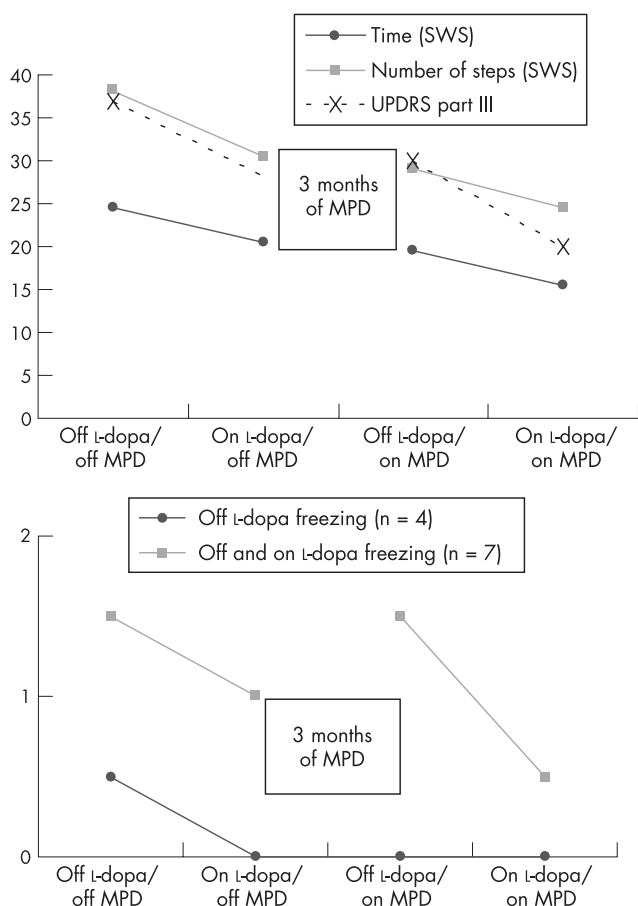 Time (SWS)
Number of steps (SWS)
UPDRS part III
40
35
30
25
20
15
10
5
0
3 months
of MPD
Off L-dopa/
off MPD
On L-dopa/
off MPD
Off L-dopa/
on MPD
On L-dopa/
on MPD
Off L-dopa freezing (n = 4)
Off and on L-dopa freezing (n = 7)
2
1
0
3 months
of MPD
Off L-dopa/
off MPD
On L-dopa/
off MPD
Off L-dopa/
on MPD
On L-dopa/
on MPD